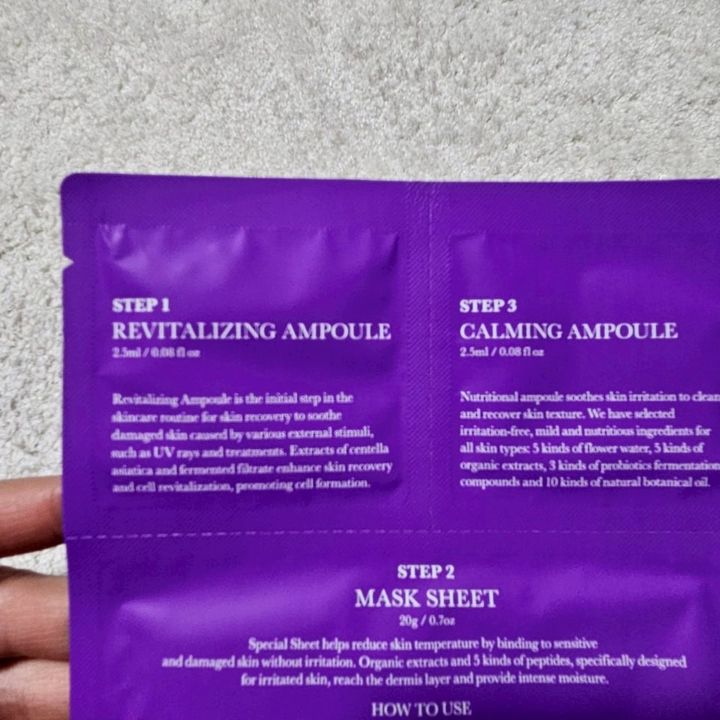 STEP 1
REVITALIZING AMPOULE
2.5ml / 0.08 fl oz
Revitalizing Ampoule is the initial step in the
skincare routine for skin recovery to soothe
damaged skin caused by various external stimuli,
such as UV rays and treatments. Extracts of centella
asiatica and fermented filtrate enhance skin recovery
and cell revitalization, promoting cell formation.
STEP 3
CALMING AMPOULE
2.5ml / 0.08 fl oz
Nutritional ampoule soothes skin irritation to clean
and recover skin texture. We have selected
irritation-free, mild and nutritious ingredients for
all skin types: 5 kinds of flower water, 5 kinds of
organic extracts, 3 kinds of probiotics fermentation
compounds and 10 kinds of natural botanical oil.
STEP 2
MASK SHEET
20g / 0.7oz
Special Sheet helps reduce skin temperature by binding to sensitive
and damaged skin without irritation. Organic extracts and 5 kinds of peptides, specifically designed
for irritated skin, reach the dermis layer and provide intense moisture.
HOW TO USE